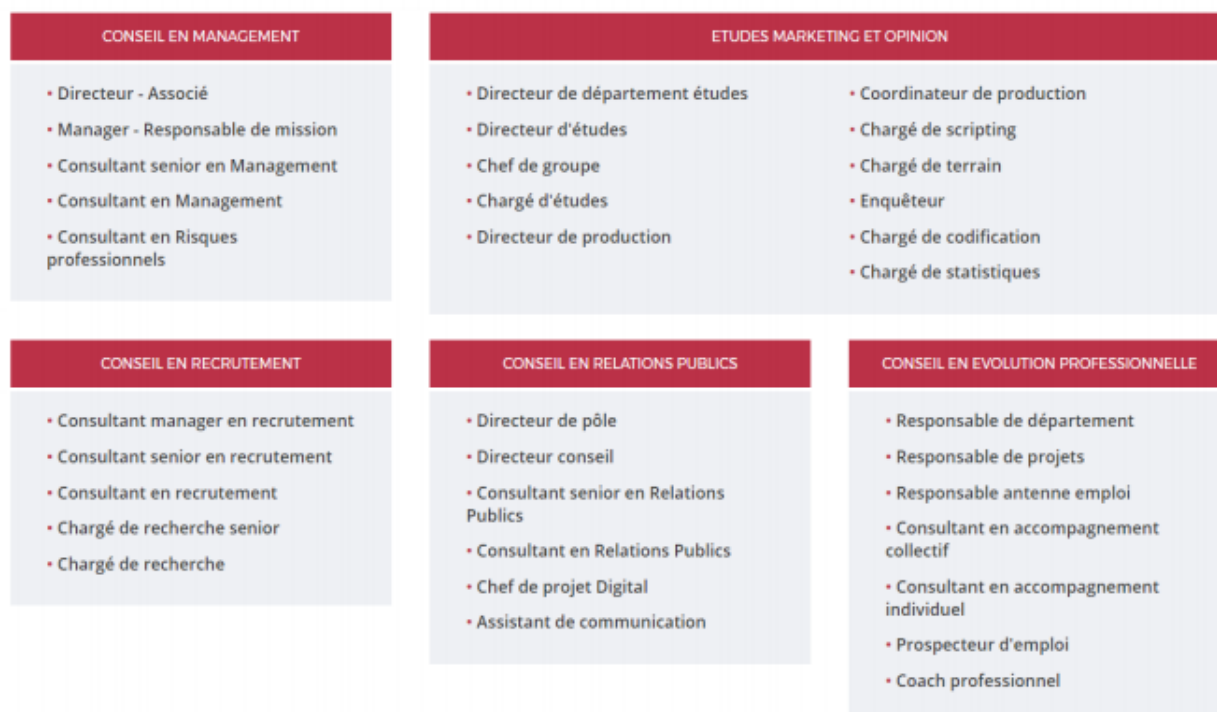 CONSEIL EN MANAGEMENT
• Directeur - Associé
• Manager - Responsable de mission
• Consultant senior en Management
• Consultant en Management
• Consultant en Risques
professionnels
ETUDES MARKETING ET OPINION
• Directeur de département études
• Directeur d'études
• Chef de groupe
• Chargé d'études
• Directeur de production
• Coordinateur de production
• Chargé de scripting
• Chargé de terrain
• Enquêteur
• Chargé de codification
• Chargé de statistiques
CONSEIL EN RECRUTEMENT
• Consultant manager en recrutement
• Consultant senior en recrutement
• Consultant en recrutement
• Chargé de recherche senior
• Chargé de recherche
CONSEIL EN RELATIONS PUBLICS
• Directeur de pôle
• Directeur conseil
• Consultant senior en Relations
Publics
• Consultant en Relations Publics
• Chef de projet Digital
• Assistant de communication
CONSEIL EN EVOLUTION PROFESSIONNELLE
• Responsable de département
• Responsable de projets
• Responsable antenne emploi
• Consultant en accompagnement
collectif
• Consultant en accompagnement
individuel
• Prospecteur d'emploi
• Coach professionnel